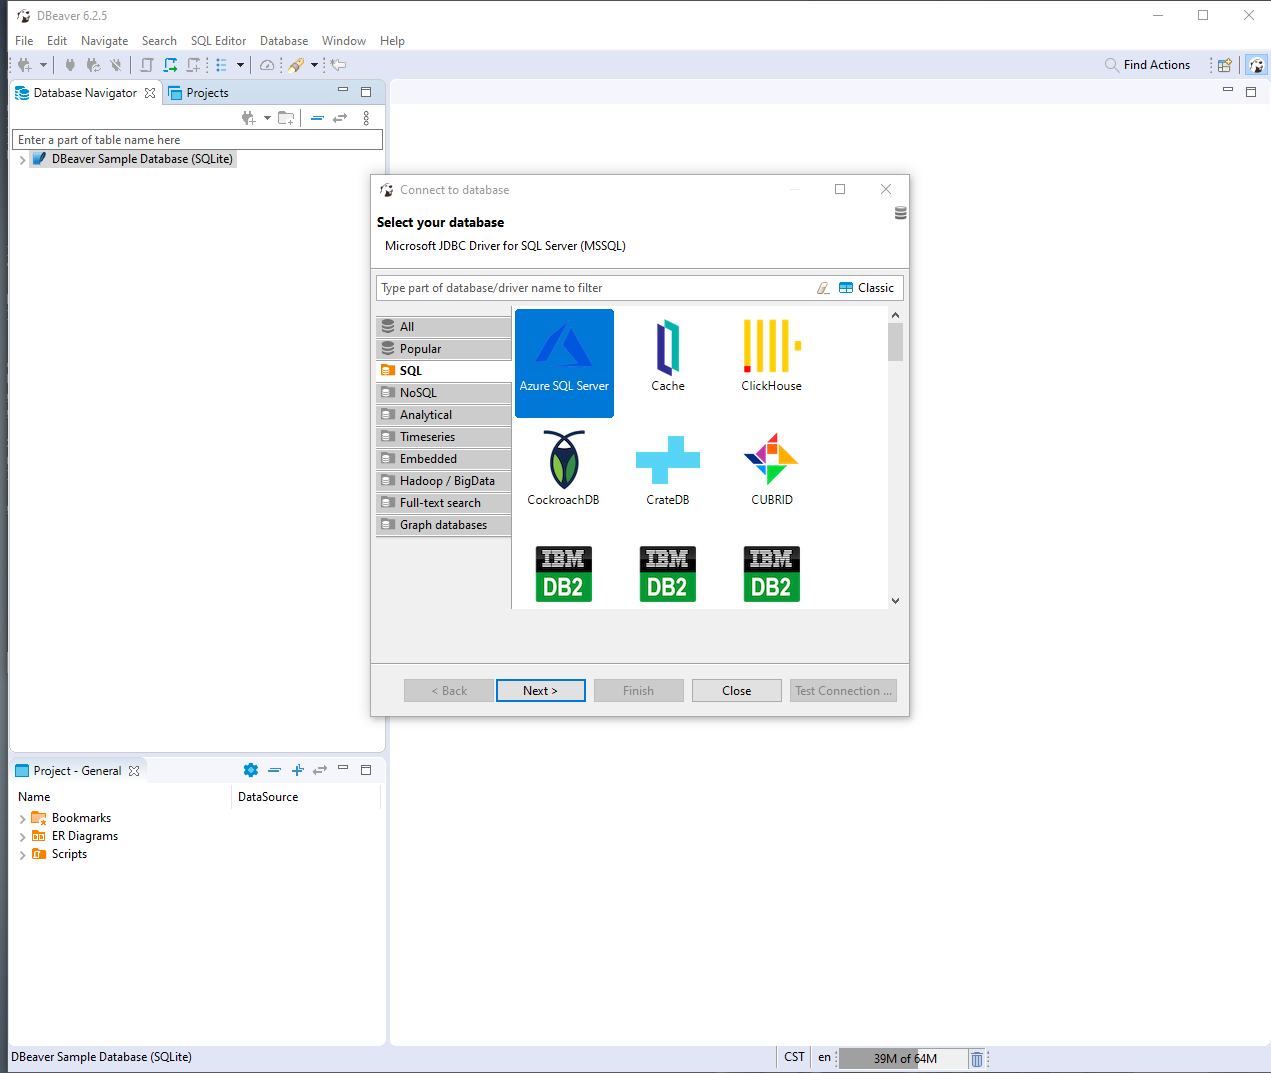 DBeaver 6.2.5
File Edit Navigate Search SQL Editor Database Window Help
Find Actions
Database Navigator Projects
Enter a part of table name here
DBeaver Sample Database (SQLite)
Connect to database
Select your database
Microsoft JDBC Driver for SQL Server (MSSQL)
Type part of database/driver name to filter Classic
All
Popular
SQL
NoSQL
Analytical
Timeseries
Embedded
Hadoop / BigData
Full-text search
Graph databases
Azure SQL Server Cache ClickHouse
CockroachDB CrateDB CUBRID
IBM IBM IBM
DB2 DB2 DB2
< Back Next > Finish Close Test Connection ...
Project - General
Name DataSource
Bookmarks
ER Diagrams
Scripts
DBeaver Sample Database (SQLite) CST en 39M of 64M